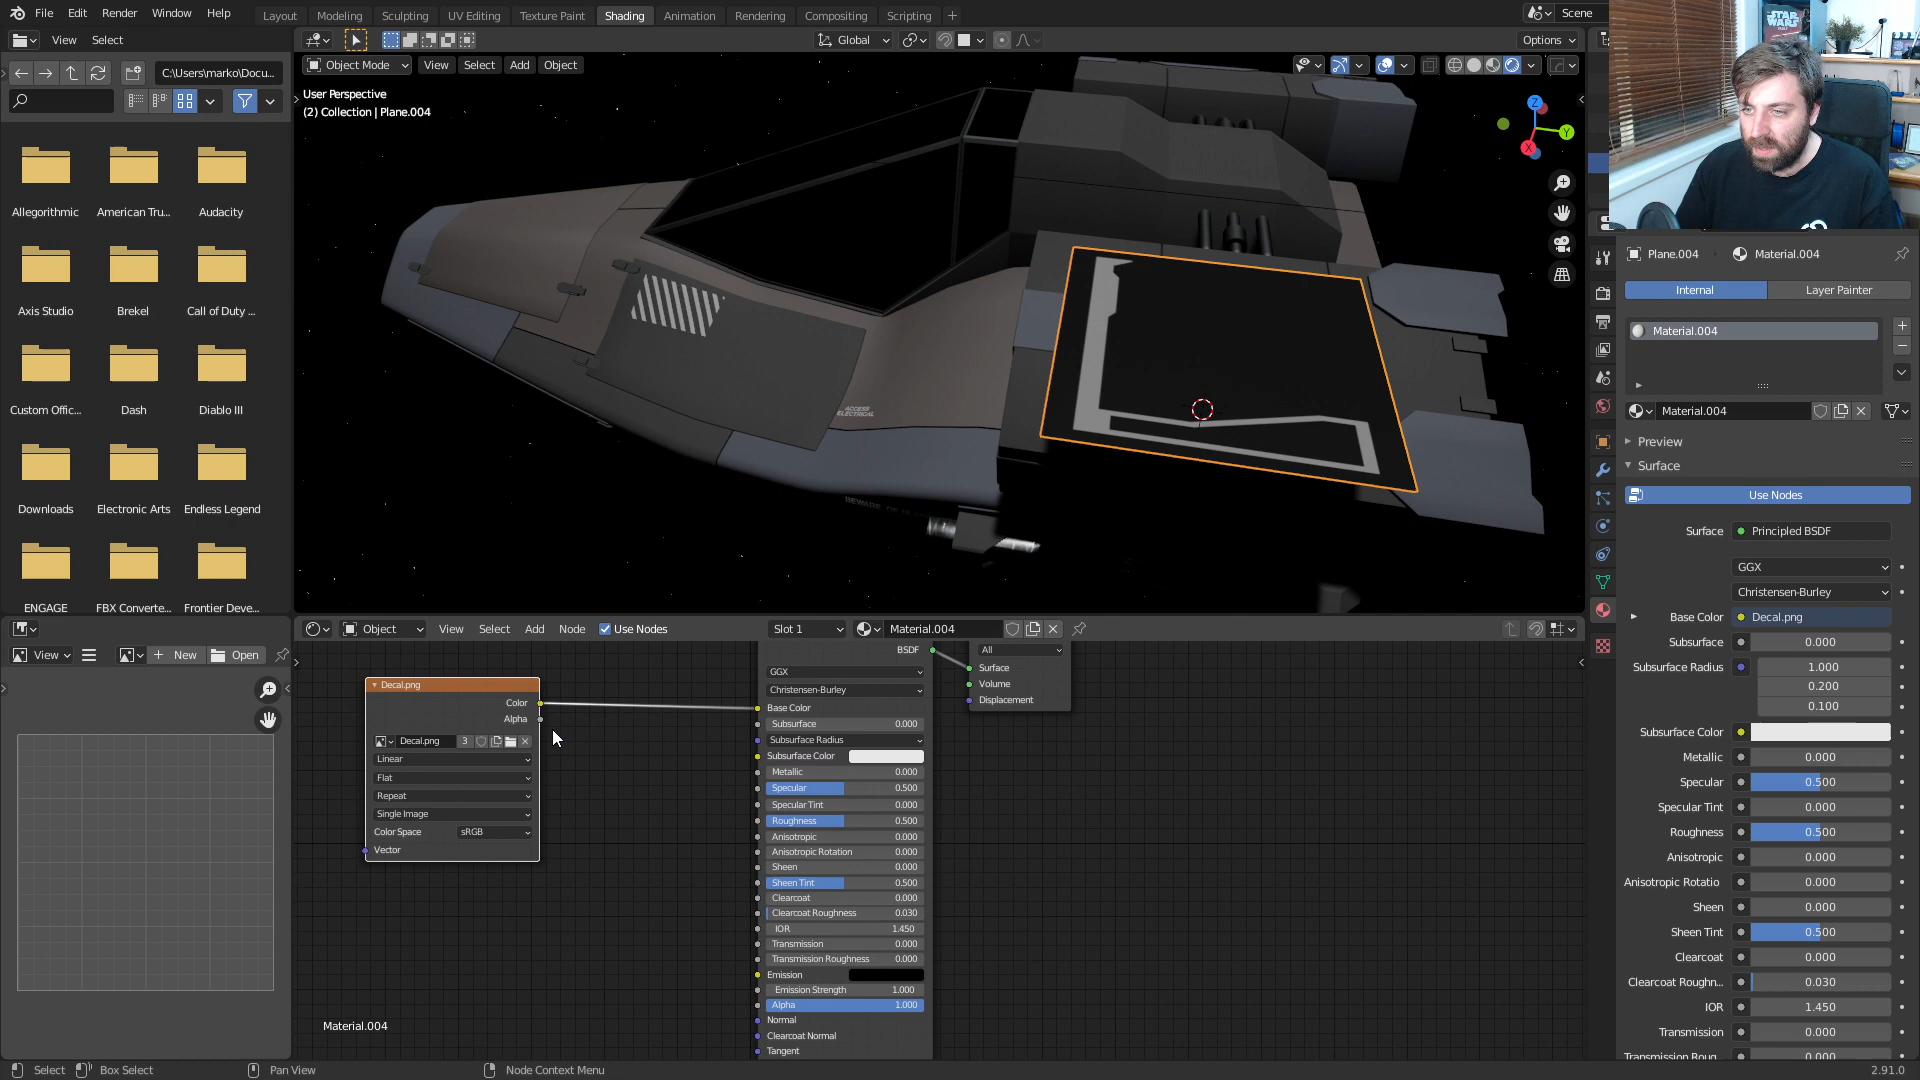 File Edit Render Window Help
Layout Modeling Sculpting UV Editing Texture Paint Shading Animation Rendering Compositing Scripting +
Scene
View Select
Global
Options
C:\Users\marko\Docu...
Object Mode View Select Add Object
User Perspective
(2) Collection | Plane.004
Z
Y
X
STAR WARS
Allegorithmic American Tru... Audacity
Axis Studio Brekel Call of Duty ...
Custom Offic... Dash Diablo III
Downloads Electronic Arts Endless Legend
ENGAGE FBX Converte... Frontier Deve...
ACCESS
ELECTRICAL
BEWARE OF
Plane.004 Material.004
Internal Layer Painter
Material.004
Material.004
Preview
Surface
Use Nodes
Surface Principled BSDF
GGX
Christensen-Burley
Base Color Decal.png
Subsurface 0.000
Subsurface Radius 1.000
0.200
0.100
Subsurface Color
Metallic 0.000
Specular 0.500
Specular Tint 0.000
Roughness 0.500
Anisotropic 0.000
Anisotropic Rotatio 0.000
Sheen 0.000
Sheen Tint 0.500
Clearcoat 0.000
Clearcoat Roughn... 0.030
IOR 1.450
Transmission 0.000
Transmission Roug... 0.000
Object View Select Add Node Use Nodes Slot 1 Material.004
View + New Open
Decal.png
Color
Alpha
Decal.png 3
Linear
Flat
Repeat
Single Image
Color Space sRGB
Vector
BSDF
GGX
Christensen-Burley
Base Color
Subsurface 0.000
Subsurface Radius
Subsurface Color
Metallic 0.000
Specular 0.500
Specular Tint 0.000
Roughness 0.500
Anisotropic 0.000
Anisotropic Rotation 0.000
Sheen 0.000
Sheen Tint 0.500
Clearcoat 0.000
Clearcoat Roughness 0.030
IOR 1.450
Transmission 0.000
Transmission Roughness 0.000
Emission
Emission Strength 1.000
Alpha 1.000
Normal
Clearcoat Normal
Tangent
All
Surface
Volume
Displacement
Material.004
Select Box Select Pan View Node Context Menu 2.91.0